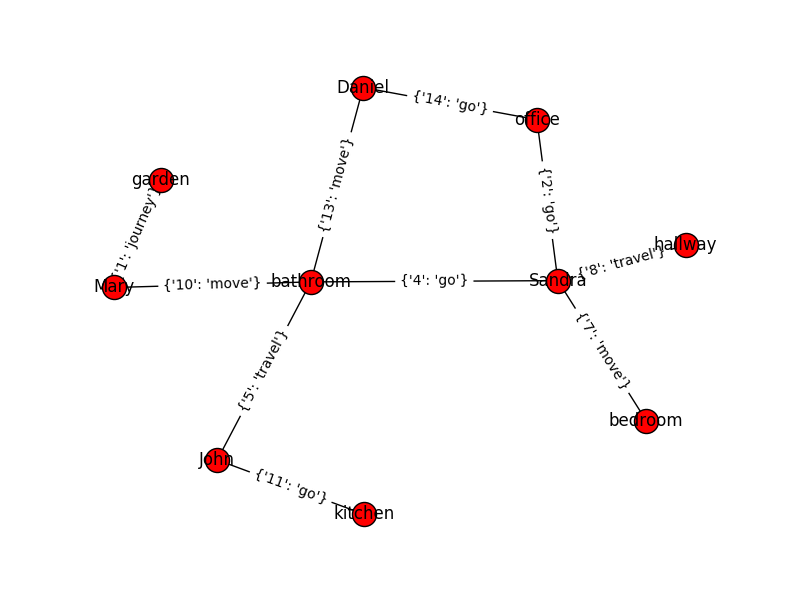 Daniel
{'14': 'go'}
office
{'13': 'move'}
garden
{'2': 'go'}
{'1': 'journey'}
hallway
{'8': 'travel'}
Mary
{'10': 'move'}
bathroom
{'4': 'go'}
Sandra
{'7': 'move'}
{'5': 'travel'}
bedroom
John
{'11': 'go'}
kitchen